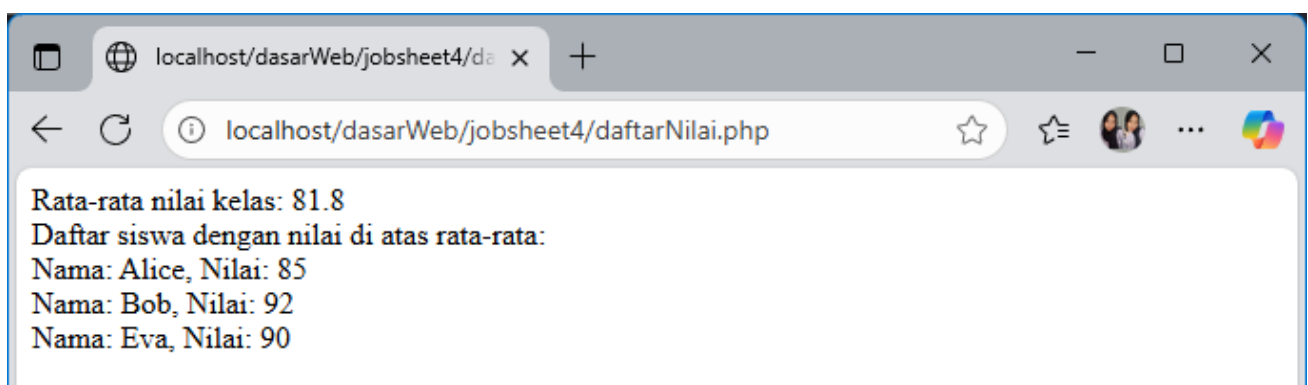 localhost/dasarWeb/jobsheet4/da
localhost/dasarWeb/jobsheet4/daftarNilai.php
Rata-rata nilai kelas: 81.8
Daftar siswa dengan nilai di atas rata-rata:
Nama: Alice, Nilai: 85
Nama: Bob, Nilai: 92
Nama: Eva, Nilai: 90